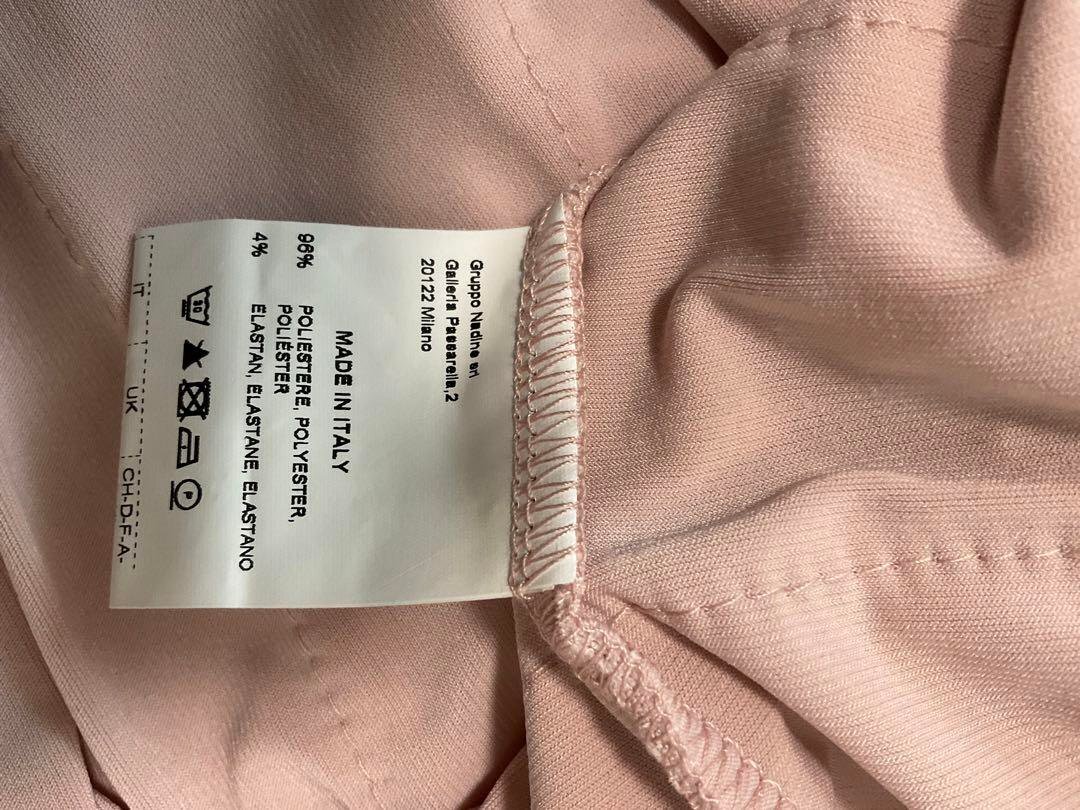 Gruppo Nadine srl
Galleria Passarella,2
20122 Milano
MADE IN ITALY
96% POLIESTERE, POLYESTER,
POLIÉSTER
4% ELASTAN, ELASTANE, ELASTANO
30
P
IT UK CH-D-F-A-